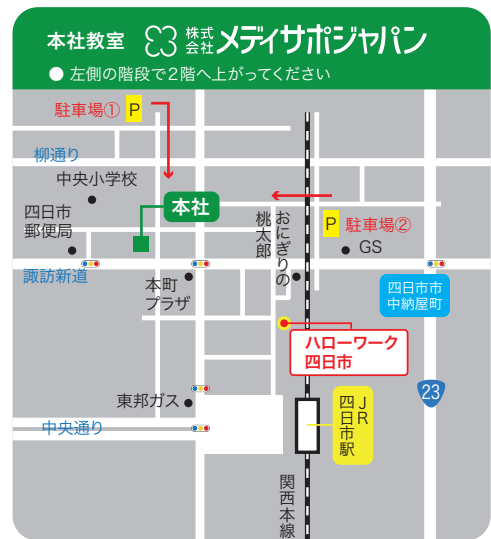 本社教室
株式
会社
メディサポジャパン
● 左側の階段で2階へ上がってください
駐車場①
P
柳通り
中央小学校
本社
四日市
郵便局
おにぎりの
桃太郎
P
駐車場②
GS
諏訪新道
本町
プラザ
四日市市
中納屋町
ハローワーク
四日市
23
東邦ガス
JR
四日市駅
中央通り
関西本線